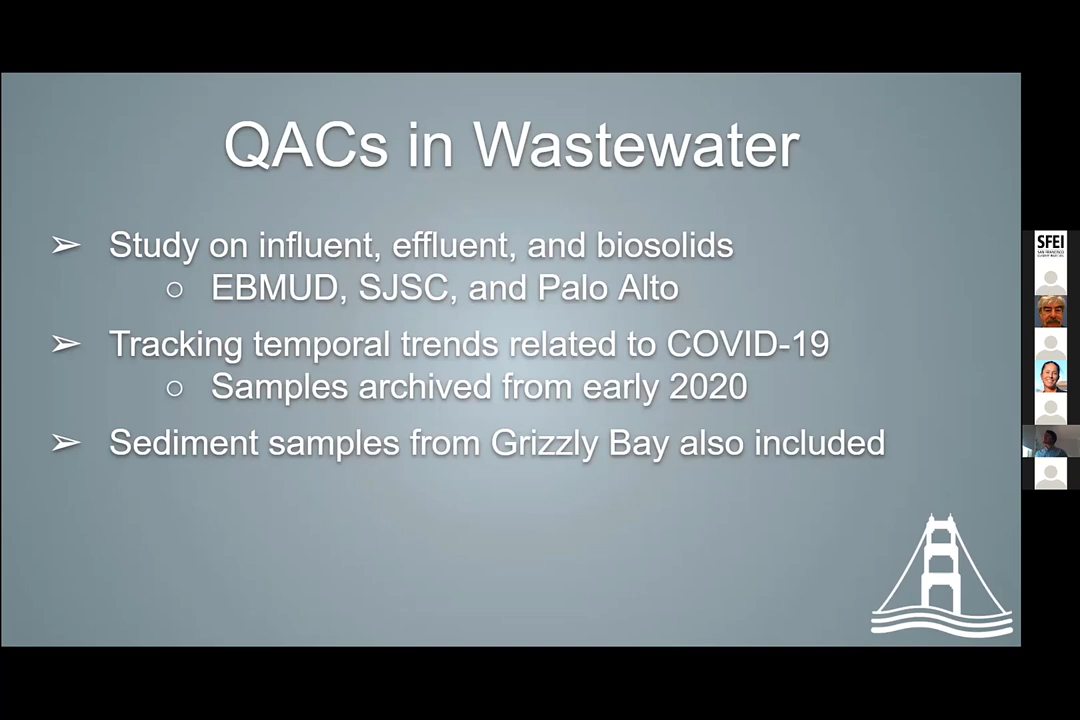 QACs in Wastewater
➢ Study on influent, effluent, and biosolids
○ EBMUD, SJSC, and Palo Alto
➢ Tracking temporal trends related to COVID-19
○ Samples archived from early 2020
➢ Sediment samples from Grizzly Bay also included
SFEI